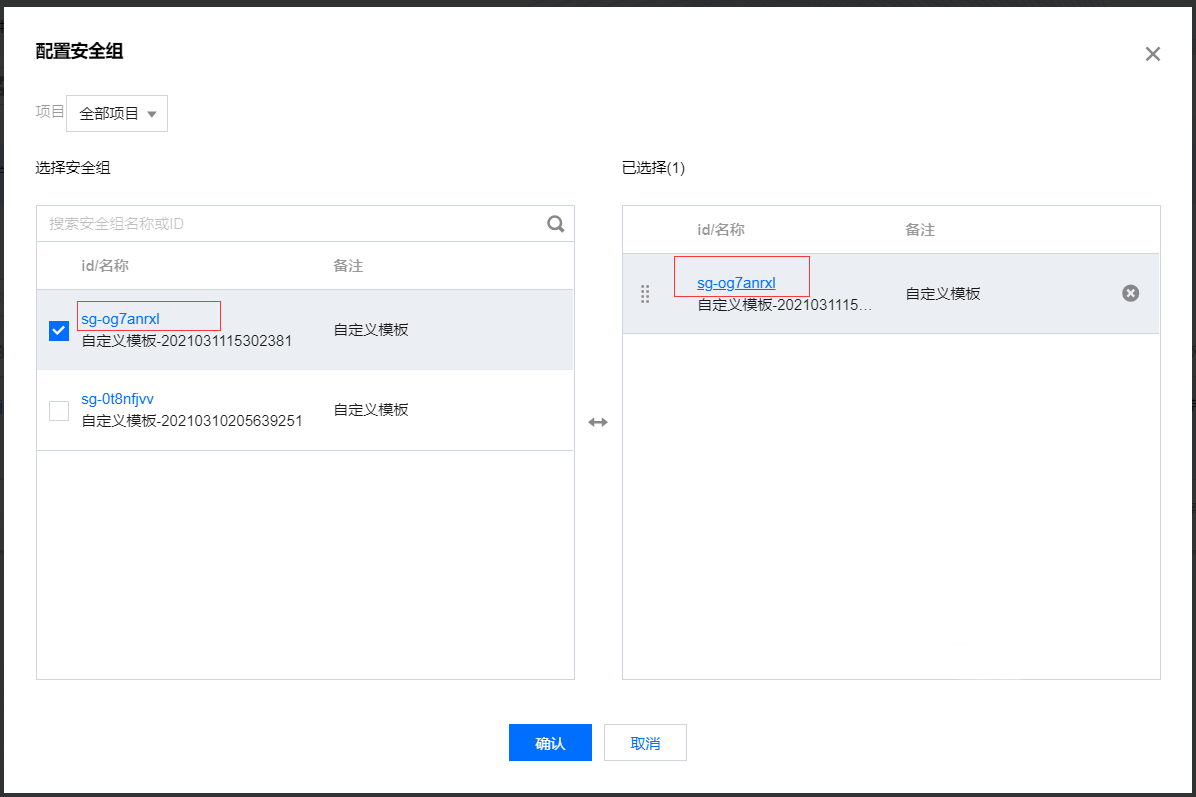 配置安全组
项目 全部项目
选择安全组
搜索安全组名称或ID
id/名称 备注
sg-og7anrxl
自定义模板-2021031115302381
自定义模板
sg-0t8nfjvv
自定义模板-20210310205639251
自定义模板
已选择(1)
id/名称 备注
sg-og7anrxl
自定义模板-2021031115...
自定义模板
确认 取消